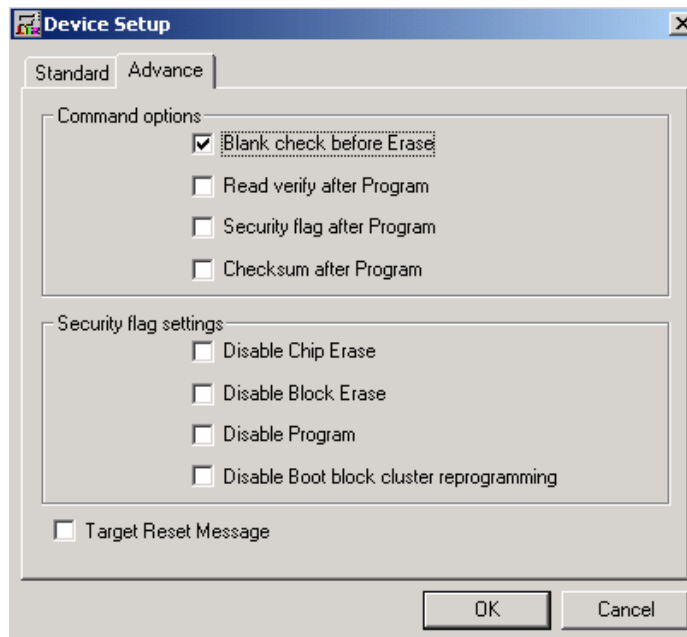 Device Setup
Standard
Advance
Command options
Blank check before Erase
Read verify after Program
Security flag after Program
Checksum after Program
Security flag settings
Disable Chip Erase
Disable Block Erase
Disable Program
Disable Boot block cluster reprogramming
Target Reset Message
OK
Cancel